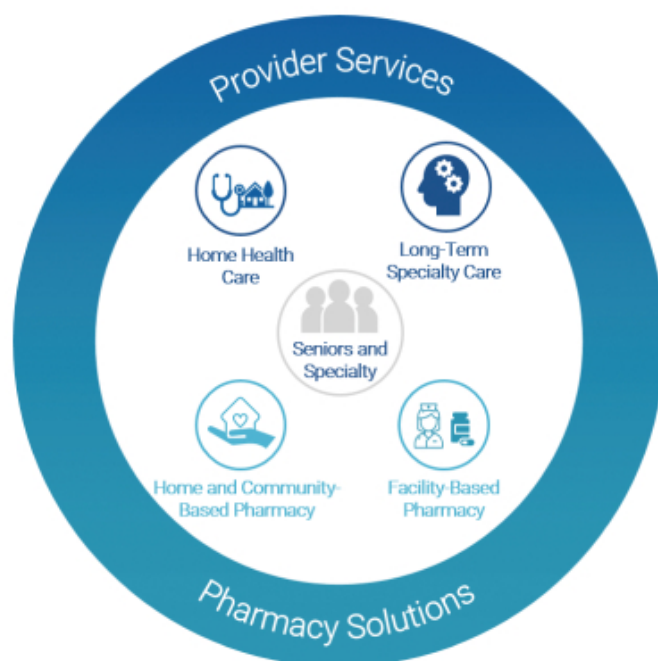 Provider Services
Home Health
Care
Long-Term
Specialty Care
Seniors and
Specialty
Home and Community-
Based Pharmacy
Facility-Based
Pharmacy
Pharmacy Solutions